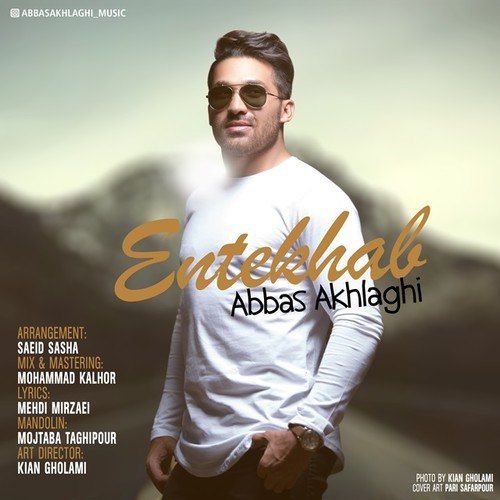 ABBASAKHLAGHI_MUSIC
Entekhab
Abbas Akhlaghi
ARRANGEMENT:
SAEID SASHA
MIX & MASTERING:
MOHAMMAD KALHOR
LYRICS:
MEHDI MIRZAEI
MANDOLIN:
MOJTABA TAGHIPOUR
ART DIRECTOR:
KIAN GHOLAMI
PHOTO BY KIAN GHOLAMI
COVER ART PARI SAFARPOUR